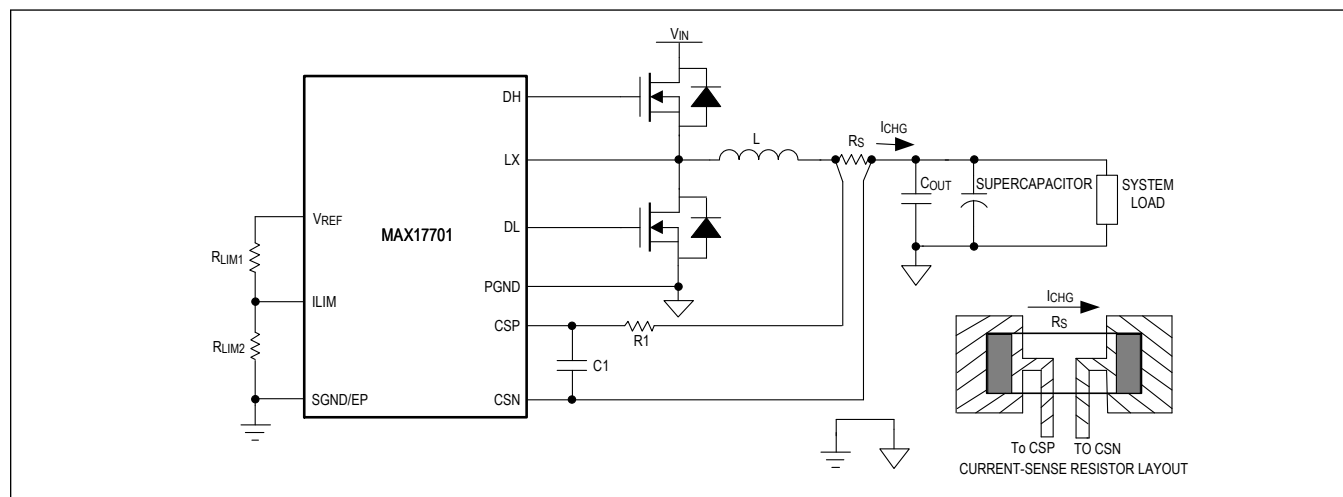 VIN
DH
LX
DL
PGND
CSP
CSN
VREF
ILIM
SGND/EP
MAX17701
RLIM1
RLIM2
L
RS
ICHG
COUT
SUPERCAPACITOR
SYSTEM
LOAD
R1
C1
ICHG
RS
To CSP
TO CSN
CURRENT-SENSE RESISTOR LAYOUT